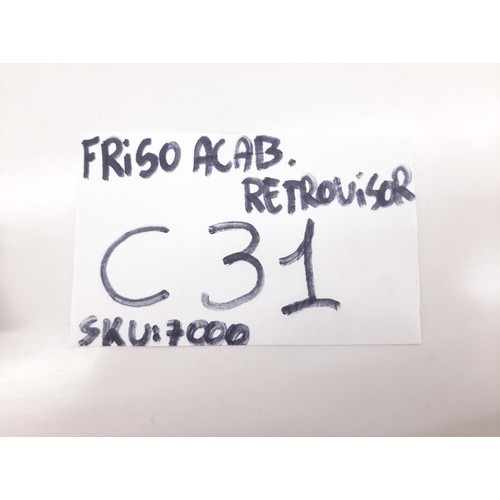 FRISO ACAB.
RETROVISOR
C 31
SKU:7000